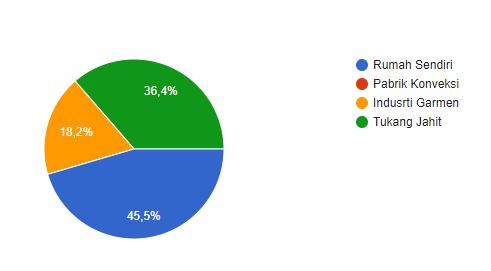 Rumah Sendiri
Pabrik Konveksi
Indusrti Garmen
Tukang Jahit
36,4%
18,2%
45,5%